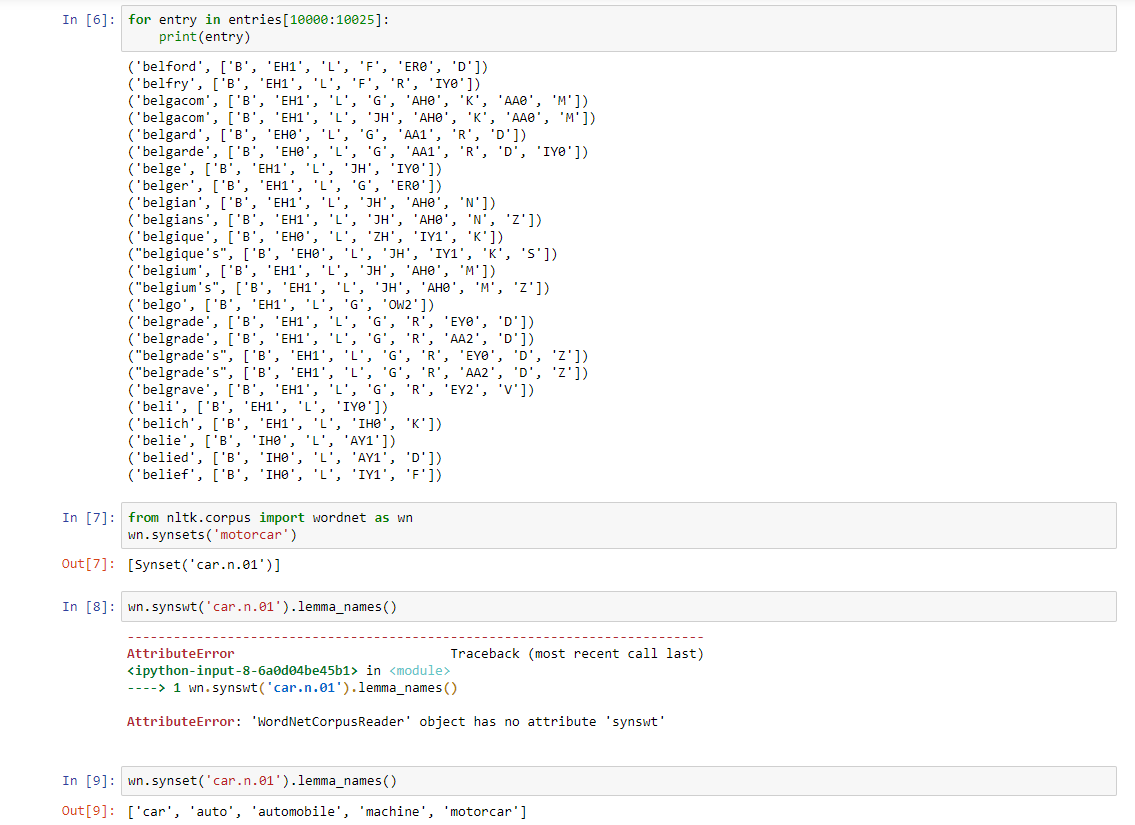 In [6]: for entry in entries[10000:10025]:
    print(entry)
('belford', ['B', 'EH1', 'L', 'F', 'ER0', 'D'])
('belfry', ['B', 'EH1', 'L', 'F', 'R', 'IY0'])
('belgacom', ['B', 'EH1', 'L', 'G', 'AH0', 'K', 'AA0', 'M'])
('belgacom', ['B', 'EH1', 'L', 'JH', 'AH0', 'K', 'AA0', 'M'])
('belgard', ['B', 'EH0', 'L', 'G', 'AA1', 'R', 'D'])
('belgarde', ['B', 'EH0', 'L', 'G', 'AA1', 'R', 'D', 'IY0'])
('belge', ['B', 'EH1', 'L', 'JH', 'IY0'])
('belger', ['B', 'EH1', 'L', 'G', 'ER0'])
('belgian', ['B', 'EH1', 'L', 'JH', 'AH0', 'N'])
('belgians', ['B', 'EH1', 'L', 'JH', 'AH0', 'N', 'Z'])
('belgique', ['B', 'EH0', 'L', 'ZH', 'IY1', 'K'])
("belgique's", ['B', 'EH0', 'L', 'JH', 'IY1', 'K', 'S'])
('belgium', ['B', 'EH1', 'L', 'JH', 'AH0', 'M'])
("belgium's", ['B', 'EH1', 'L', 'JH', 'AH0', 'M', 'Z'])
('belgo', ['B', 'EH1', 'L', 'G', 'OW2'])
('belgrade', ['B', 'EH1', 'L', 'G', 'R', 'EY0', 'D'])
('belgrade', ['B', 'EH1', 'L', 'G', 'R', 'AA2', 'D'])
("belgrade's", ['B', 'EH1', 'L', 'G', 'R', 'EY0', 'D', 'Z'])
("belgrade's", ['B', 'EH1', 'L', 'G', 'R', 'AA2', 'D', 'Z'])
('belgrave', ['B', 'EH1', 'L', 'G', 'R', 'EY2', 'V'])
('beli', ['B', 'EH1', 'L', 'IY0'])
('belich', ['B', 'EH1', 'L', 'IH0', 'K'])
('belie', ['B', 'IH0', 'L', 'AY1'])
('belied', ['B', 'IH0', 'L', 'AY1', 'D'])
('belief', ['B', 'IH0', 'L', 'IY1', 'F'])
In [7]: from nltk.corpus import wordnet as wn
wn.synsets('motorcar')
Out[7]: [Synset('car.n.01')]
In [8]: wn.synswt('car.n.01').lemma_names()
---------------------------------------------------------------------------
AttributeError                            Traceback (most recent call last)
<ipython-input-8-6a0d04be45b1> in <module>
----> 1 wn.synswt('car.n.01').lemma_names()
AttributeError: 'WordNetCorpusReader' object has no attribute 'synswt'
In [9]: wn.synset('car.n.01').lemma_names()
Out[9]: ['car', 'auto', 'automobile', 'machine', 'motorcar']